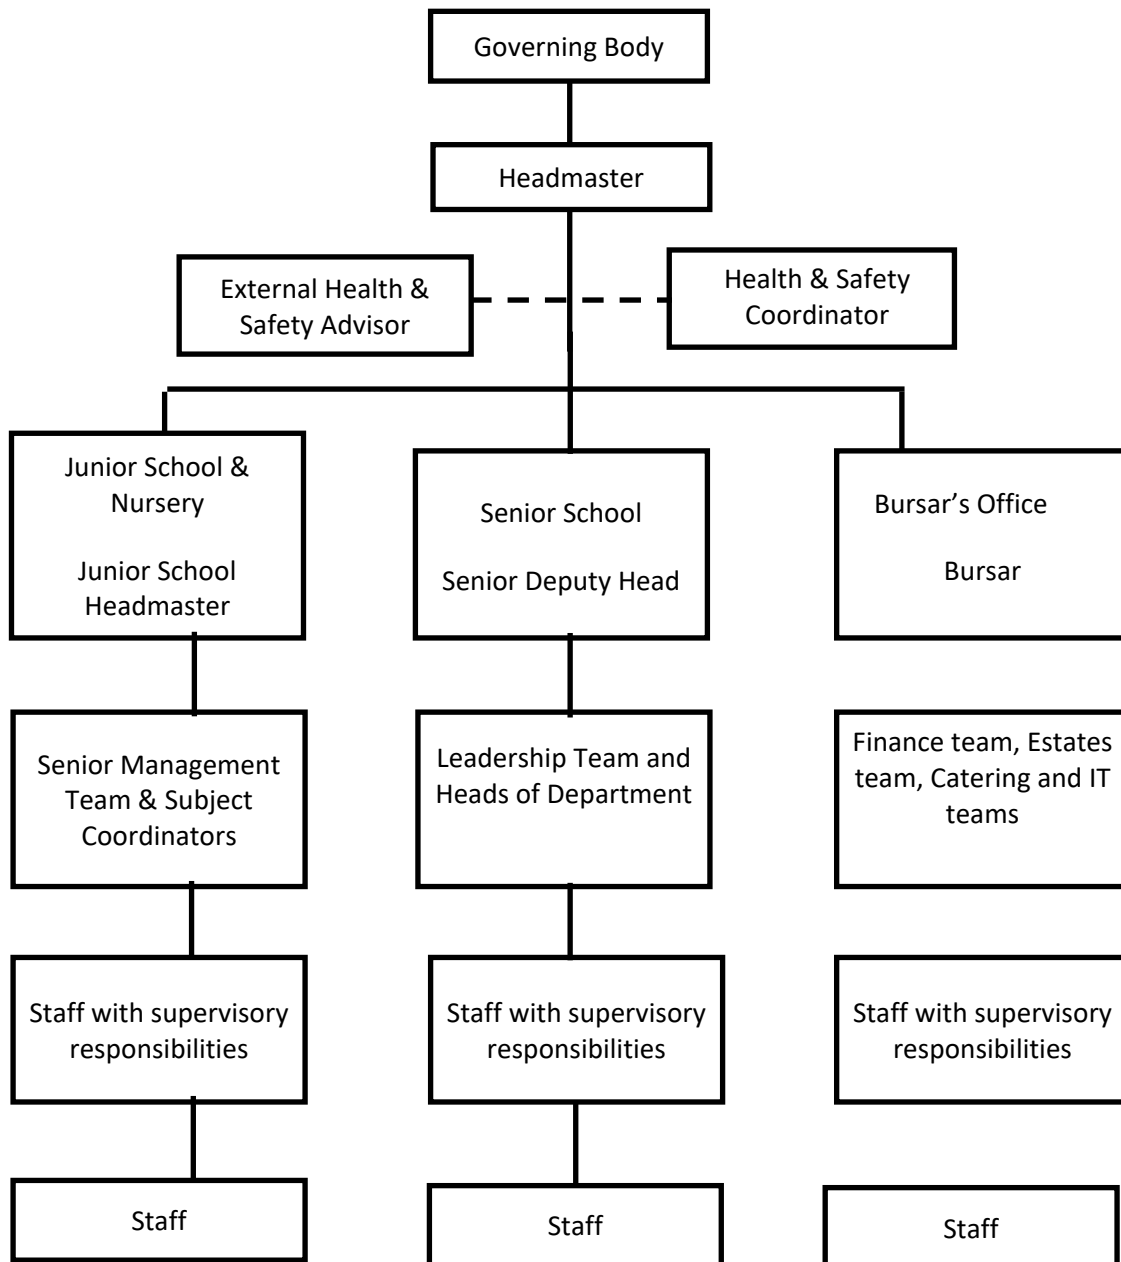 Governing Body
Headmaster
External Health &
Safety Advisor
Health & Safety
Coordinator
Junior School &
Nursery
Junior School
Headmaster
Senior School
Senior Deputy Head
Bursar’s Office
Bursar
Senior Management
Team & Subject
Coordinators
Leadership Team and
Heads of Department
Finance team, Estates
team, Catering and IT
teams
Staff with supervisory
responsibilities
Staff with supervisory
responsibilities
Staff with supervisory
responsibilities
Staff
Staff
Staff